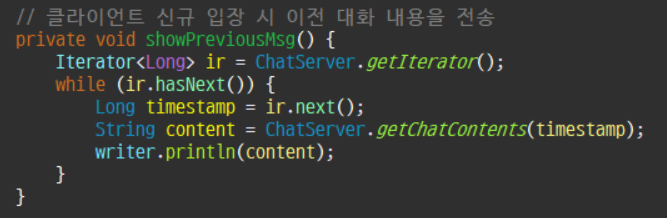 // 클라이언트 신규 입장 시 이전 대화 내용을 전송
private void showPreviousMsg() {
    Iterator<Long> ir = ChatServer.getIterator();
    while (ir.hasNext()) {
        Long timestamp = ir.next();
        String content = ChatServer.getChatContents(timestamp);
        writer.println(content);
    }
}